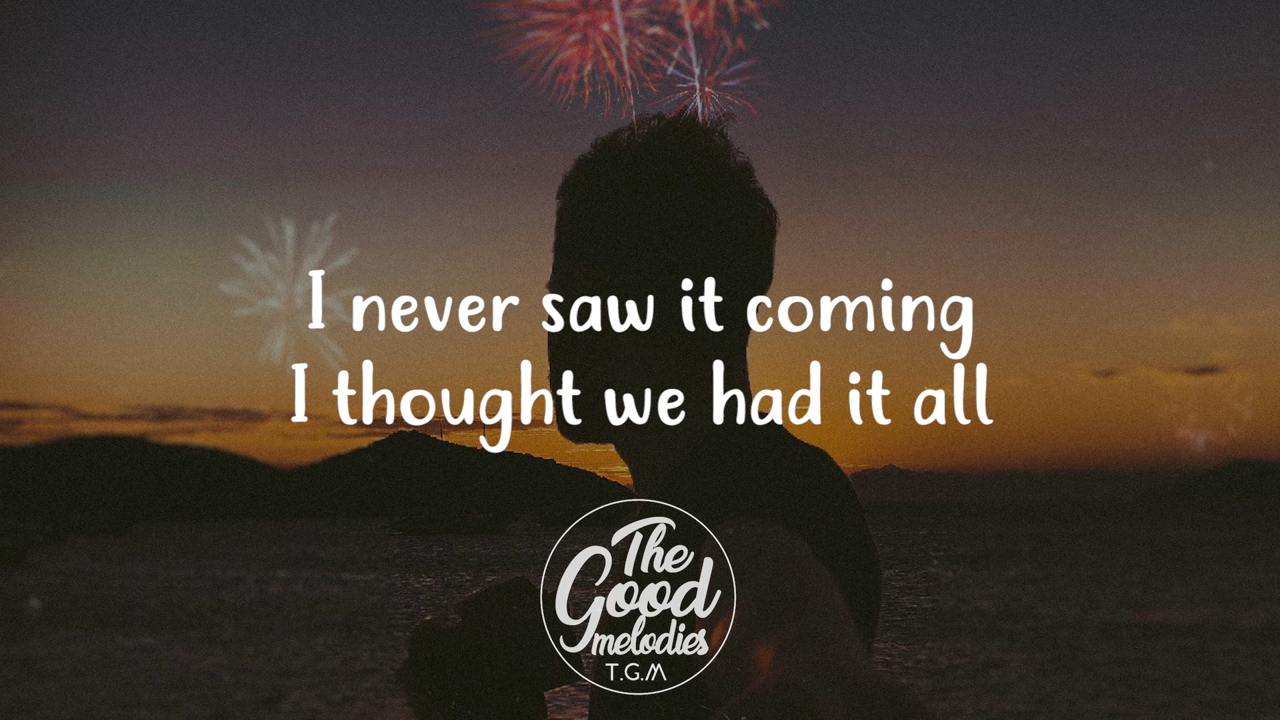 I never saw it coming
I thought we had it all
The
Good
melodies
T.G.M